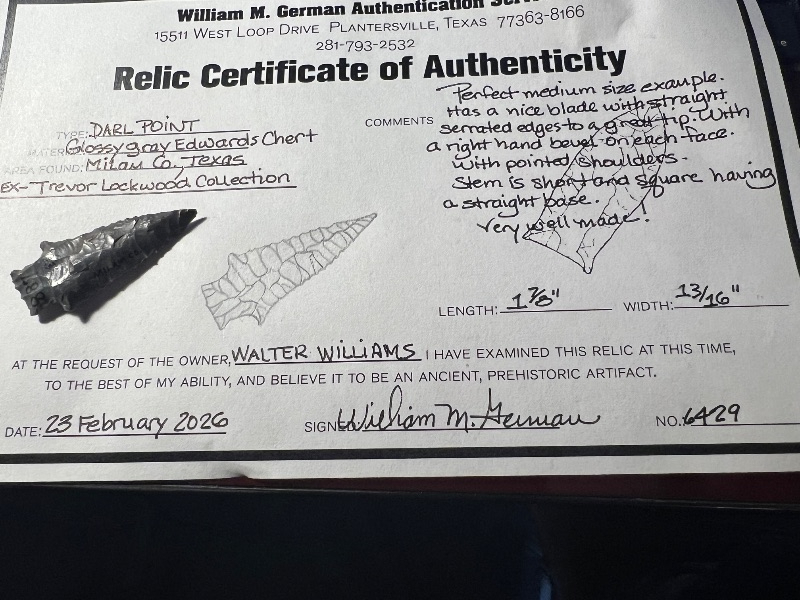 William M. German Authentication
15511 West Loop Drive Plantersville, Texas 77363-8166
281-793-2532
Relic Certificate of Authenticity
TYPE: DARL POINT
Glossy gray Edwards Chert
AREA FOUND: Milam Co, Texas
EX-Trevor Lockwood Collection
COMMENTS
Perfect medium size example.
Has a nice blade with straight
serrated edges to a great tip. With
a right hand bevel on each face.
With pointed shoulders.
Stem is short and square having
a straight base.
Very well made!
LENGTH: 1 7/8" WIDTH: 13/16"
AT THE REQUEST OF THE OWNER, WALTER WILLIAMS I HAVE EXAMINED THIS RELIC AT THIS TIME,
TO THE BEST OF MY ABILITY, AND BELIEVE IT TO BE AN ANCIENT, PREHISTORIC ARTIFACT.
DATE: 23 February 2026 SIGNED William M. German NO. 6429